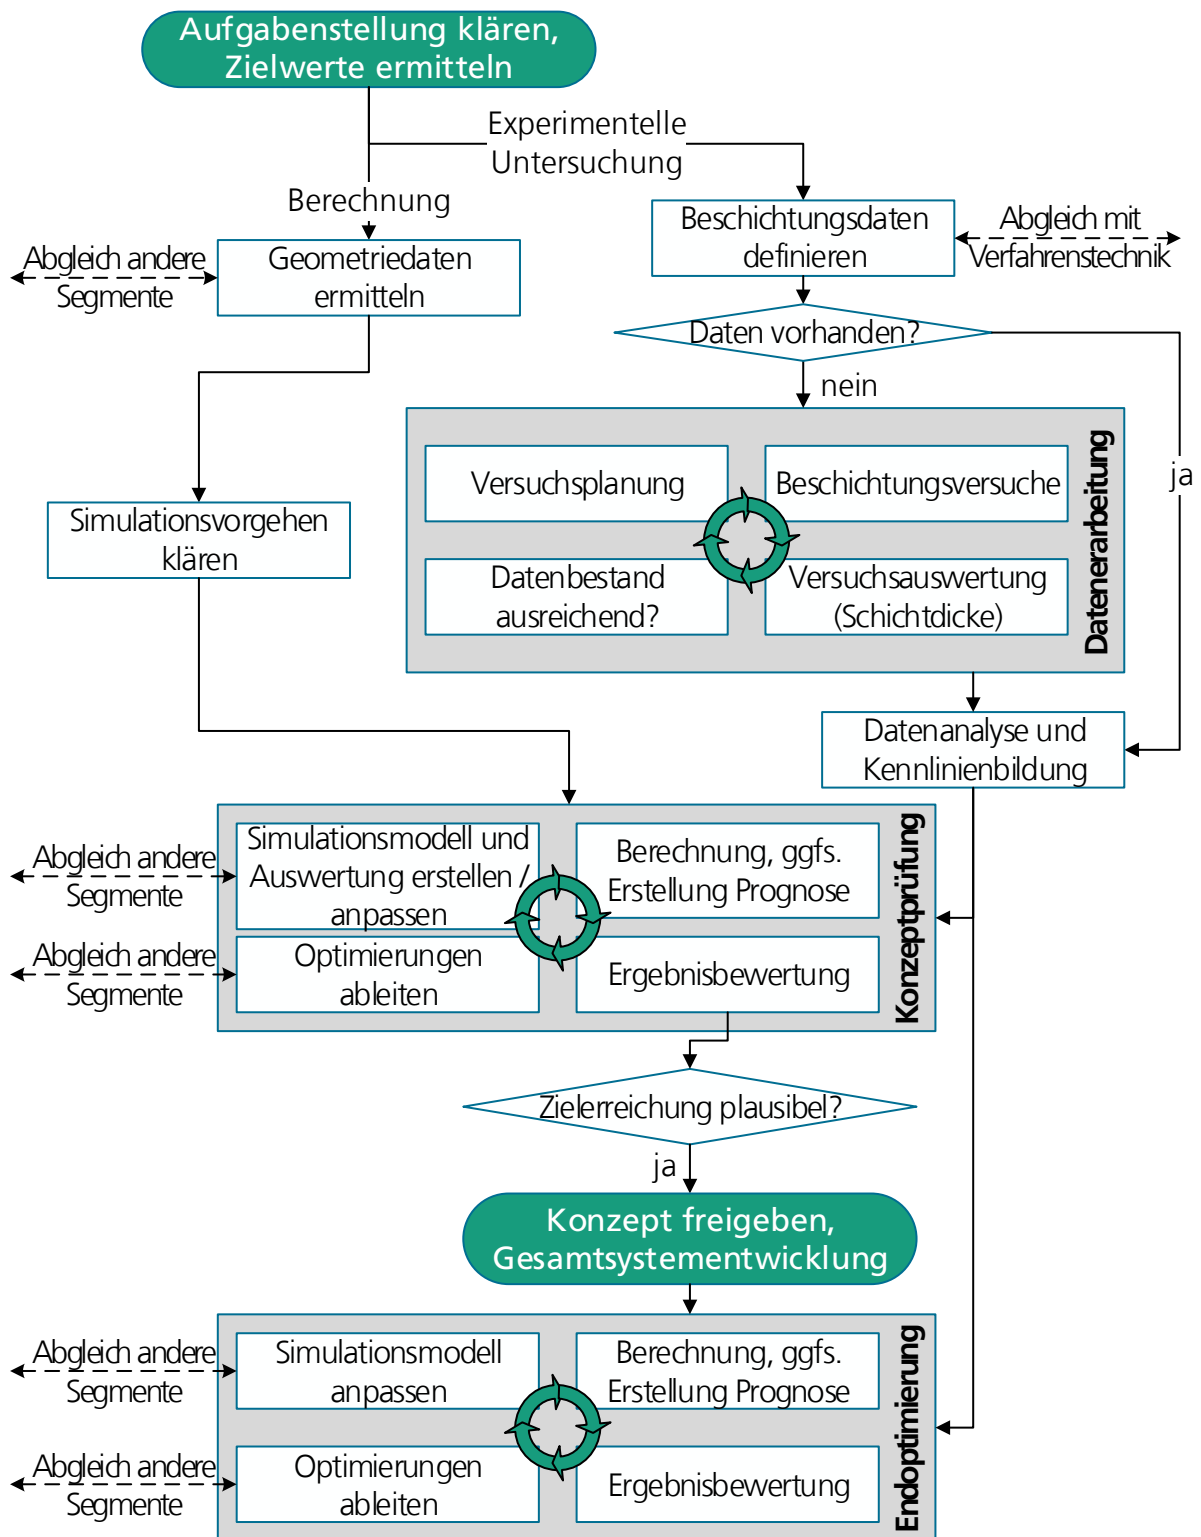 Aufgabenstellung klären,
Zielwerte ermitteln
Experimentelle
Untersuchung
Berechnung
Beschichtungsdaten
definieren
Abgleich mit
Verfahrenstechnik
Abgleich andere
Segmente
Geometriedaten
ermitteln
Daten vorhanden?
nein
ja
Versuchsplanung
Beschichtungsversuche
Datenbestand
ausreichend?
Versuchsauswertung
(Schichtdicke)
Datenerarbeitung
Simulationsvorgehen
klären
Datenanalyse und
Kennlinienbildung
Abgleich andere
Segmente
Simulationsmodell und
Auswertung erstellen /
anpassen
Berechnung, ggfs.
Erstellung Prognose
Abgleich andere
Segmente
Optimierungen
ableiten
Ergebnisbewertung
Konzeptprüfung
Zielerreichung plausibel?
ja
Konzept freigeben,
Gesamtsystementwicklung
Abgleich andere
Segmente
Simulationsmodell
anpassen
Berechnung, ggfs.
Erstellung Prognose
Abgleich andere
Segmente
Optimierungen
ableiten
Ergebnisbewertung
Endoptimierung